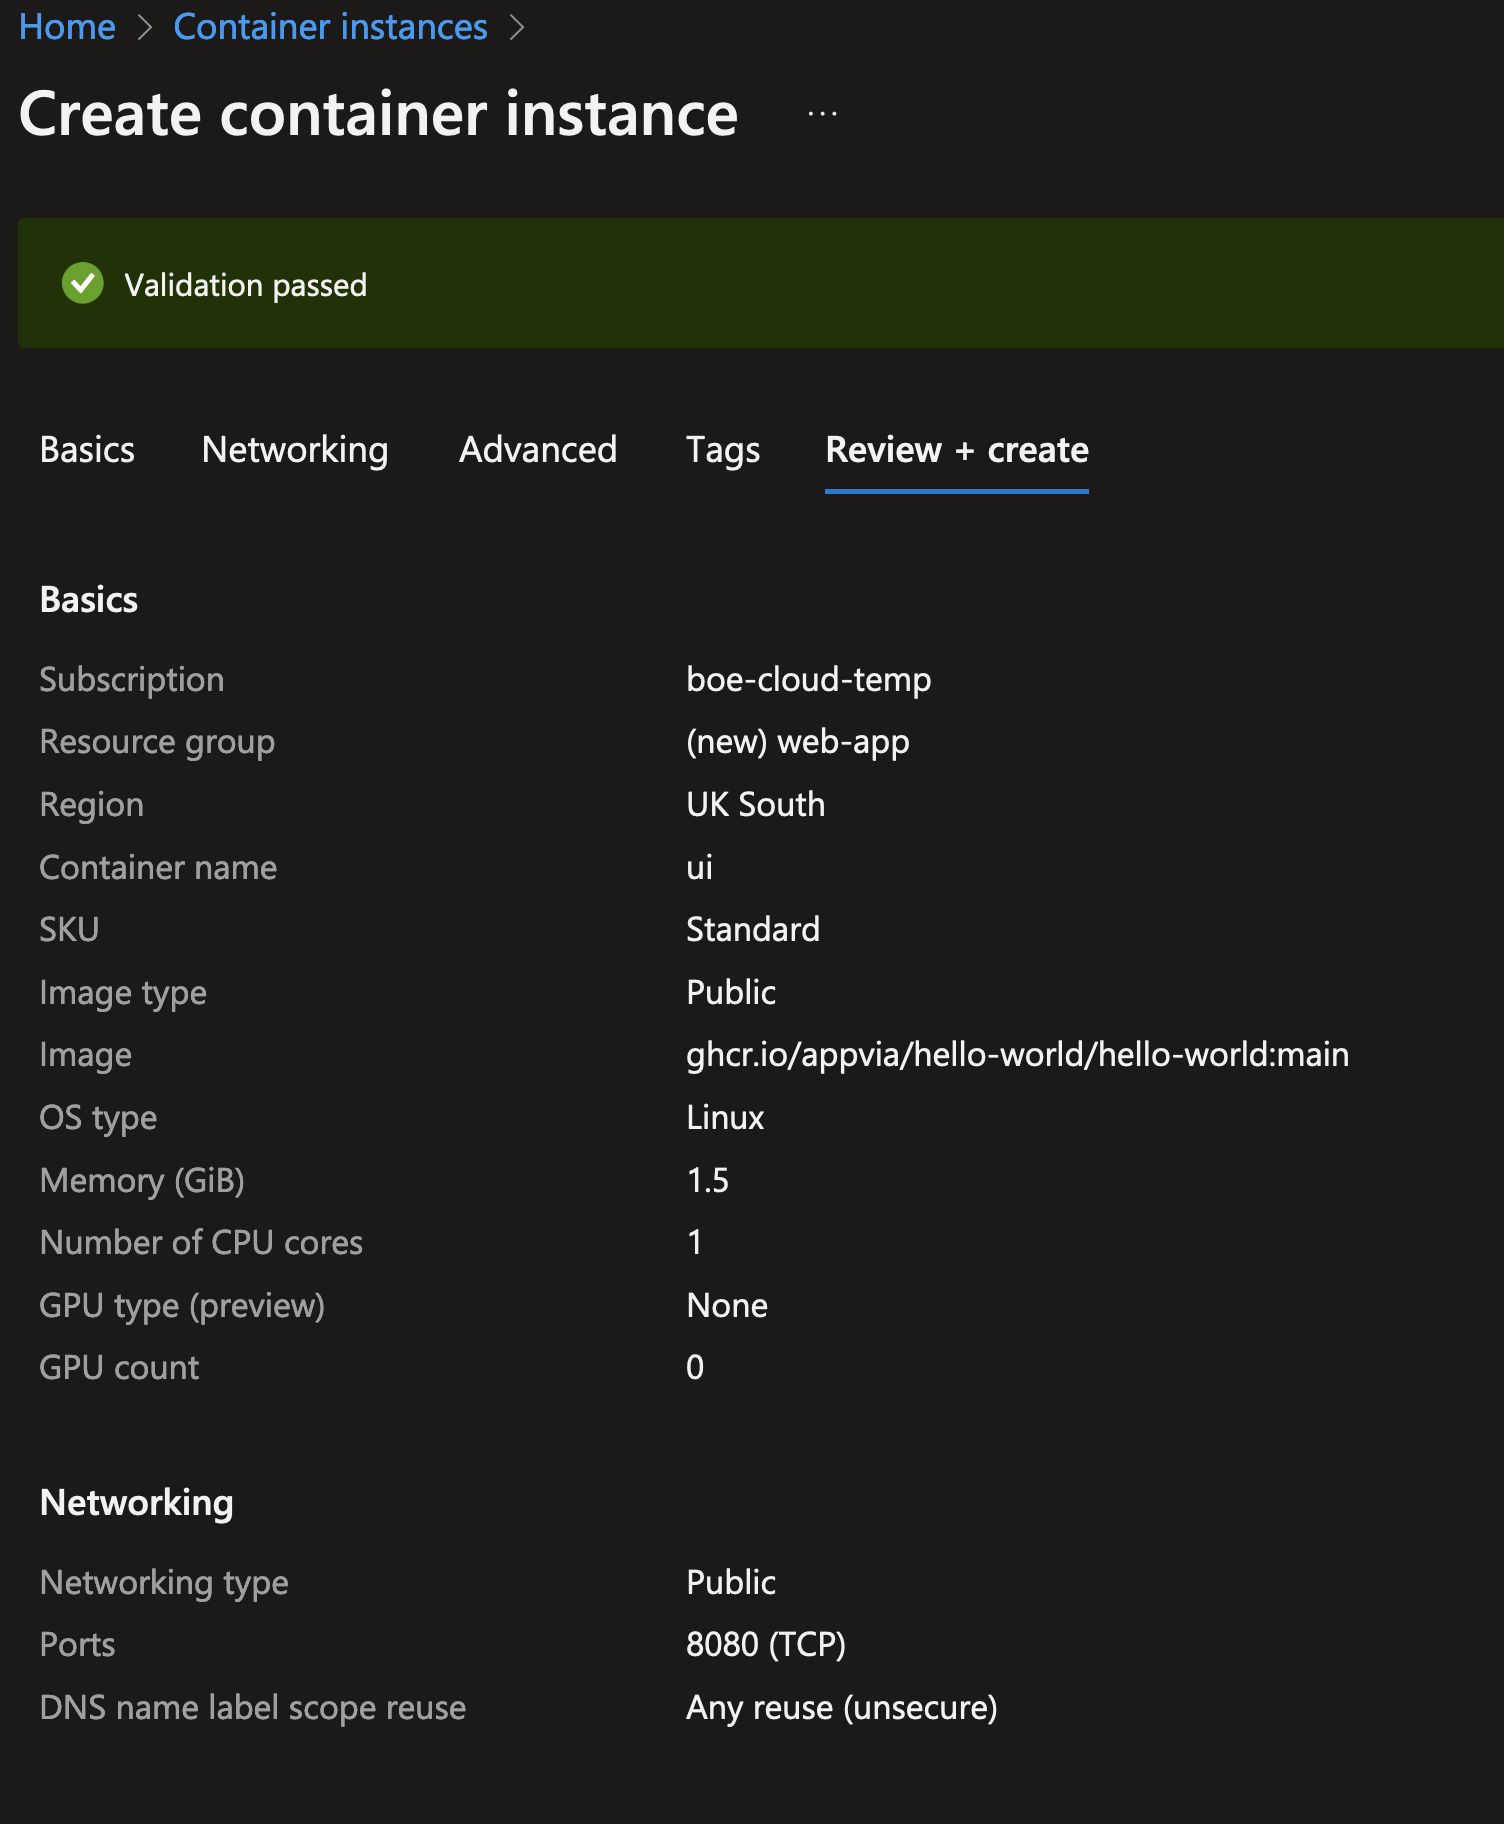 Home > Container instances >
Create container instance ...
Validation passed
Basics Networking Advanced Tags Review + create
Basics
Subscription boe-cloud-temp
Resource group (new) web-app
Region UK South
Container name ui
SKU Standard
Image type Public
Image ghcr.io/appvia/hello-world/hello-world:main
OS type Linux
Memory (GiB) 1.5
Number of CPU cores 1
GPU type (preview) None
GPU count 0
Networking
Networking type Public
Ports 8080 (TCP)
DNS name label scope reuse Any reuse (unsecure)